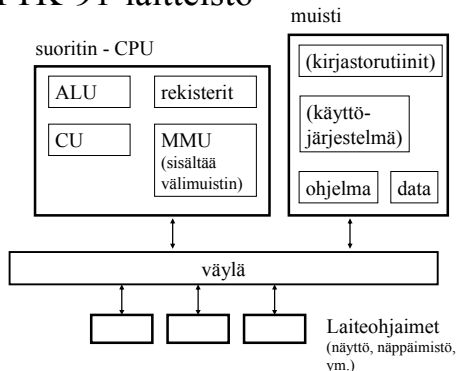 TTK-91 laitteisto
muisti
suoritin - CPU
ALU
rekisterit
CU
MMU
(sisältää
välimuistin)
(kirjastorutiinit)
(käyttö-
järjestelmä)
ohjelma
data
väylä
Laiteohjaimet
(näyttö, näppäimistö,
ym.)